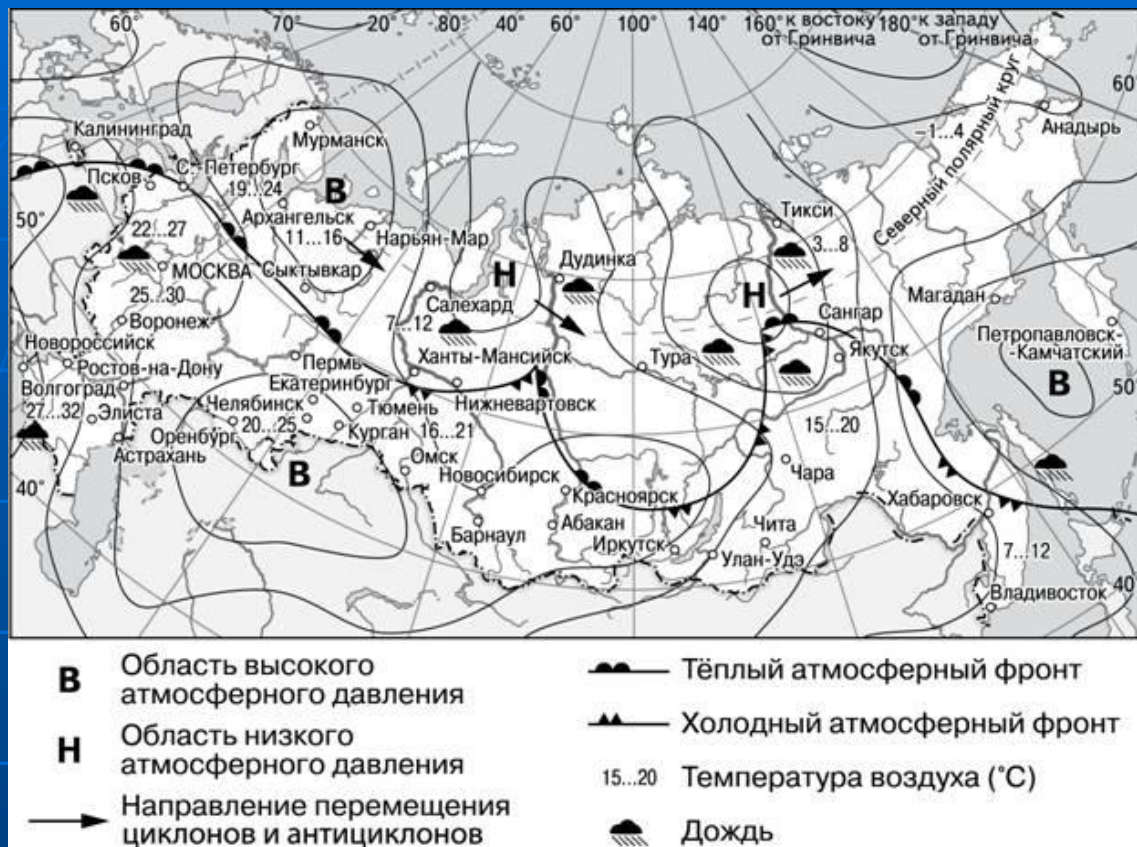 60°
70°
20°
40°
60°
100°
140°
160°
к востоку
от Гринвича
180°
к западу
от Гринвича
60°
Северный полярный круг
–1...4
Анадырь
Калининград
Мурманск
Псков
С.-Петербург
19...24
В
50°
Архангельск
11...16
Нарьян-Мар
22...27
МОСКВА
Сыктывкар
Н
Дудинка
Тикси
3...8
25...30
Воронеж
Салехард
7...12
Н
Сангар
Магадан
Новороссийск
Ростов-на-Дону
Пермь
Ханты-Мансийск
Тура
Якутск
Петропавловск-
-Камчатский
Волгоград
27...32
Екатеринбург
Нижневартовск
В
50°
Элиста
Челябинск
20...25
Тюмень
16...21
15...20
Оренбург
Курган
Астрахань
В
Омск
Новосибирск
Чара
40°
Красноярск
Хабаровск
Барнаул
Абакан
Чита
Иркутск
Улан-Удэ
7...12
40°
Владивосток
В Область высокого
атмосферного давления
Н Область низкого
атмосферного давления
Направление перемещения
циклонов и антициклонов
Тёплый атмосферный фронт
Холодный атмосферный фронт
15...20 Температура воздуха (°С)
Дождь